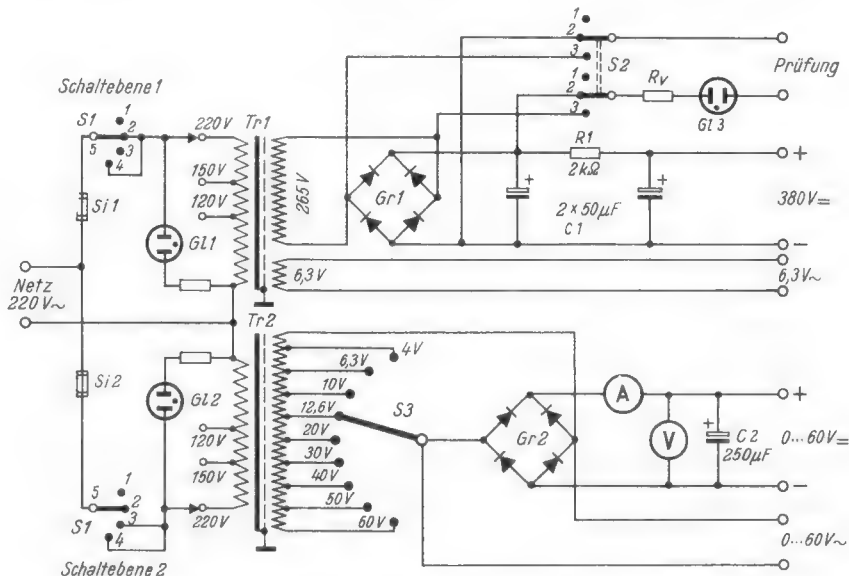 Schaltebene 1
S1
1
2
3
4
5
Si1
220V
150V
120V
Gl1
Netz
220V~
Tr1
265V
6,3V
Gr1
1
2
3
1
2
3
S2
Rv
Gl3
Prüfung
R1
2kΩ
+
+
2 × 50µF
C1
+
380V=
−
6,3V~
Tr2
Si2
Gl2
120V
150V
220V
S1
5
1
2
3
4
Schaltebene 2
4V
6,3V
10V
12,6V
20V
30V
40V
50V
60V
S3
Gr2
A
V
+
C2
250µF
+
0...60V=
−
0...60V~